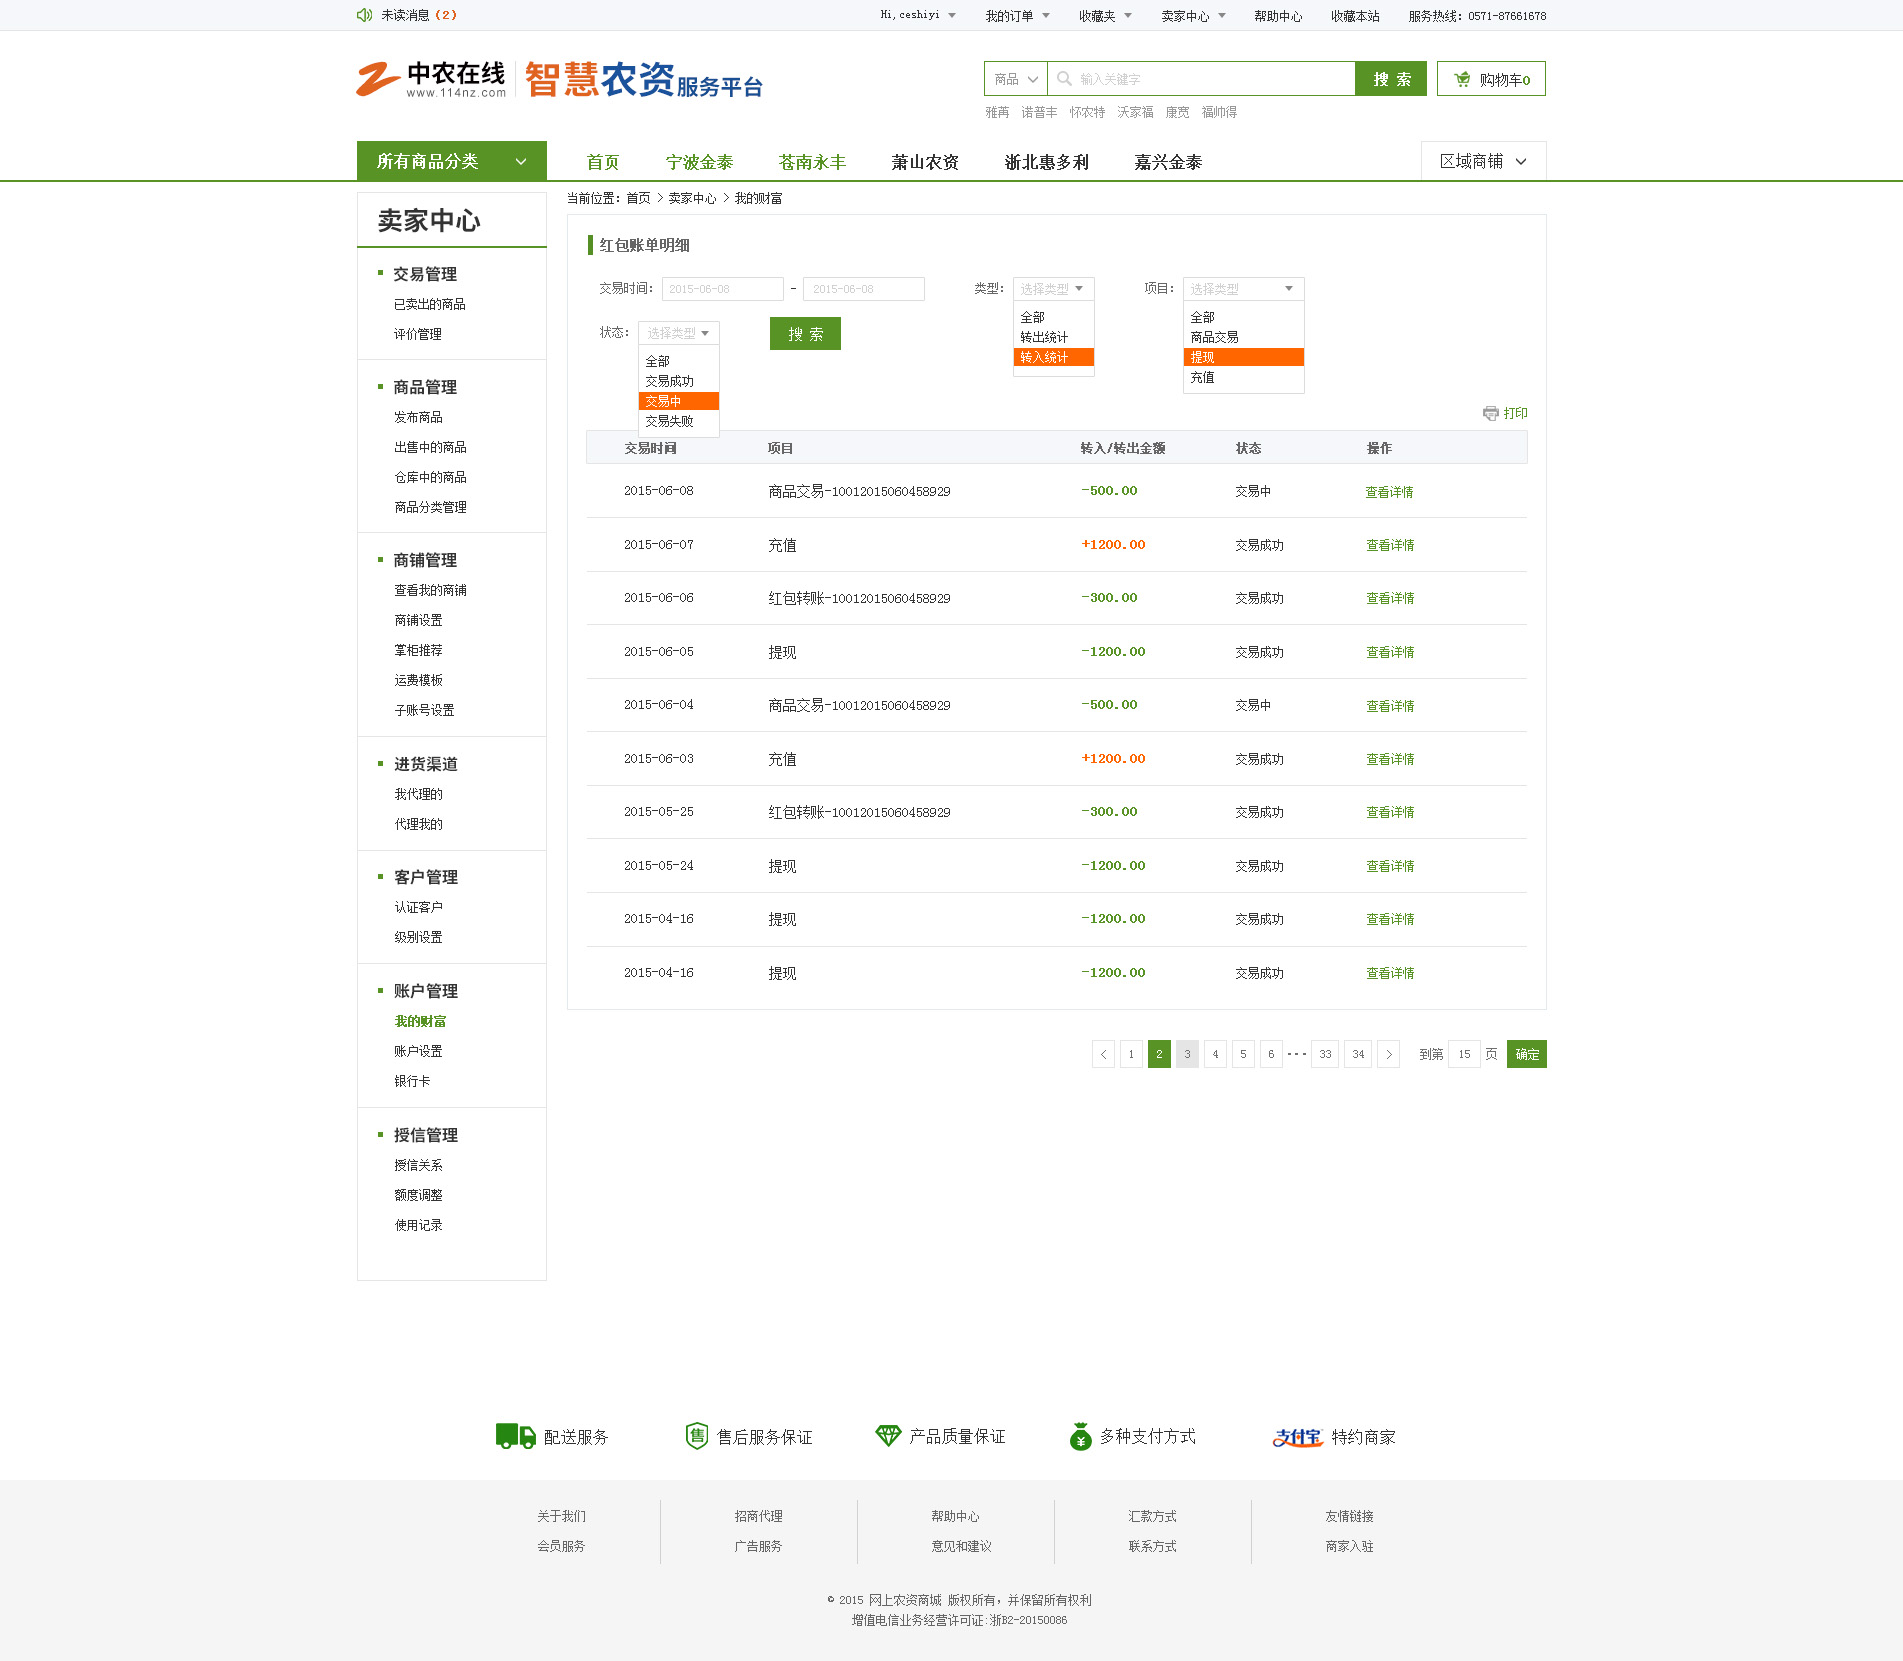 未读消息（2）
Hi,ceshiyi 我的订单 收藏夹 卖家中心 帮助中心 收藏本站 服务热线：0571-87661678
中农在线 智慧农资服务平台
www.114nz.com
商品 输入关键字 搜 索 购物车0
雅苒 诺普丰 怀农特 沃家福 康宽 福帅得
所有商品分类 首页 宁波金泰 苍南永丰 萧山农资 浙北惠多利 嘉兴金泰 区域商铺
当前位置：首页 > 卖家中心 > 我的财富
卖家中心
交易管理
已卖出的商品
评价管理
商品管理
发布商品
出售中的商品
仓库中的商品
商品分类管理
商铺管理
查看我的商铺
商铺设置
掌柜推荐
运费模板
子账号设置
进货渠道
我代理的
代理我的
客户管理
认证客户
级别设置
账户管理
我的财富
账户设置
银行卡
授信管理
授信关系
额度调整
使用记录
红包账单明细
交易时间： 2015-06-08 - 2015-06-08 类型： 选择类型 项目： 选择类型
全部
转出统计
转入统计
全部
商品交易
提现
充值
状态： 选择类型 搜 索
全部
交易成功
交易中
交易失败
打印
交易时间 项目 转入/转出金额 状态 操作
2015-06-08 商品交易-10012015060458929 -500.00 交易中 查看详情
2015-06-07 充值 +1200.00 交易成功 查看详情
2015-06-06 红包转账-10012015060458929 -300.00 交易成功 查看详情
2015-06-05 提现 -1200.00 交易成功 查看详情
2015-06-04 商品交易-10012015060458929 -500.00 交易中 查看详情
2015-06-03 充值 +1200.00 交易成功 查看详情
2015-05-25 红包转账-10012015060458929 -300.00 交易成功 查看详情
2015-05-24 提现 -1200.00 交易成功 查看详情
2015-04-16 提现 -1200.00 交易成功 查看详情
2015-04-16 提现 -1200.00 交易成功 查看详情
< 1 2 3 4 5 6 ··· 33 34 > 到第 15 页 确定
配送服务 售 售后服务保证 产品质量保证 ¥ 多种支付方式 支付宝 特约商家
关于我们 招商代理 帮助中心 汇款方式 友情链接
会员服务 广告服务 意见和建议 联系方式 商家入驻
© 2015 网上农资商城 版权所有，并保留所有权利
增值电信业务经营许可证:浙B2-20150086